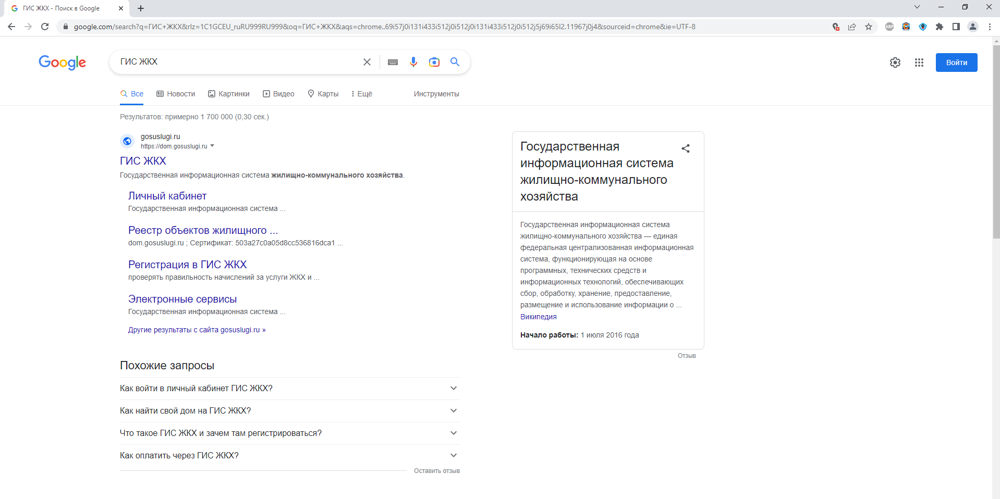 ГИС ЖКХ - Поиск в Google
google.com/search?q=ГИС+ЖКХ&rlz=1C1GCEU_ruRU999RU999&oq=ГИС+ЖКХ&aqs=chrome..69i57j0i131i433i512j0i512j0i131i433i512j0i512j5j69i65l2.11967j0j4&sourceid=chrome&ie=UTF-8
ABP
Google
ГИС ЖКХ
Войти
Все
Новости
Картинки
Видео
Карты
Ещё
Инструменты
Результатов: примерно 1 700 000 (0,30 сек.)
gosuslugi.ru
https://dom.gosuslugi.ru
ГИС ЖКХ
Государственная информационная система жилищно-коммунального хозяйства.
Личный кабинет
Государственная информационная система ...
Реестр объектов жилищного ...
dom.gosuslugi.ru ; Сертификат: 503a27c0a05d8cc536816dca1 ...
Регистрация в ГИС ЖКХ
проверять правильность начислений за услуги ЖКХ и ...
Электронные сервисы
Государственная информационная система ...
Другие результаты с сайта gosuslugi.ru »
Похожие запросы
Как войти в личный кабинет ГИС ЖКХ?
Как найти свой дом на ГИС ЖКХ?
Что такое ГИС ЖКХ и зачем там регистрироваться?
Как оплатить через ГИС ЖКХ?
Оставить отзыв
Государственная
информационная система
жилищно-коммунального
хозяйства
Государственная информационная система
жилищно-коммунального хозяйства — единая
федеральная централизованная информационная
система, функционирующая на основе
программных, технических средств и
информационных технологий, обеспечивающих
сбор, обработку, хранение, предоставление,
размещение и использование информации о ...
Википедия
Начало работы: 1 июля 2016 года
Отзыв